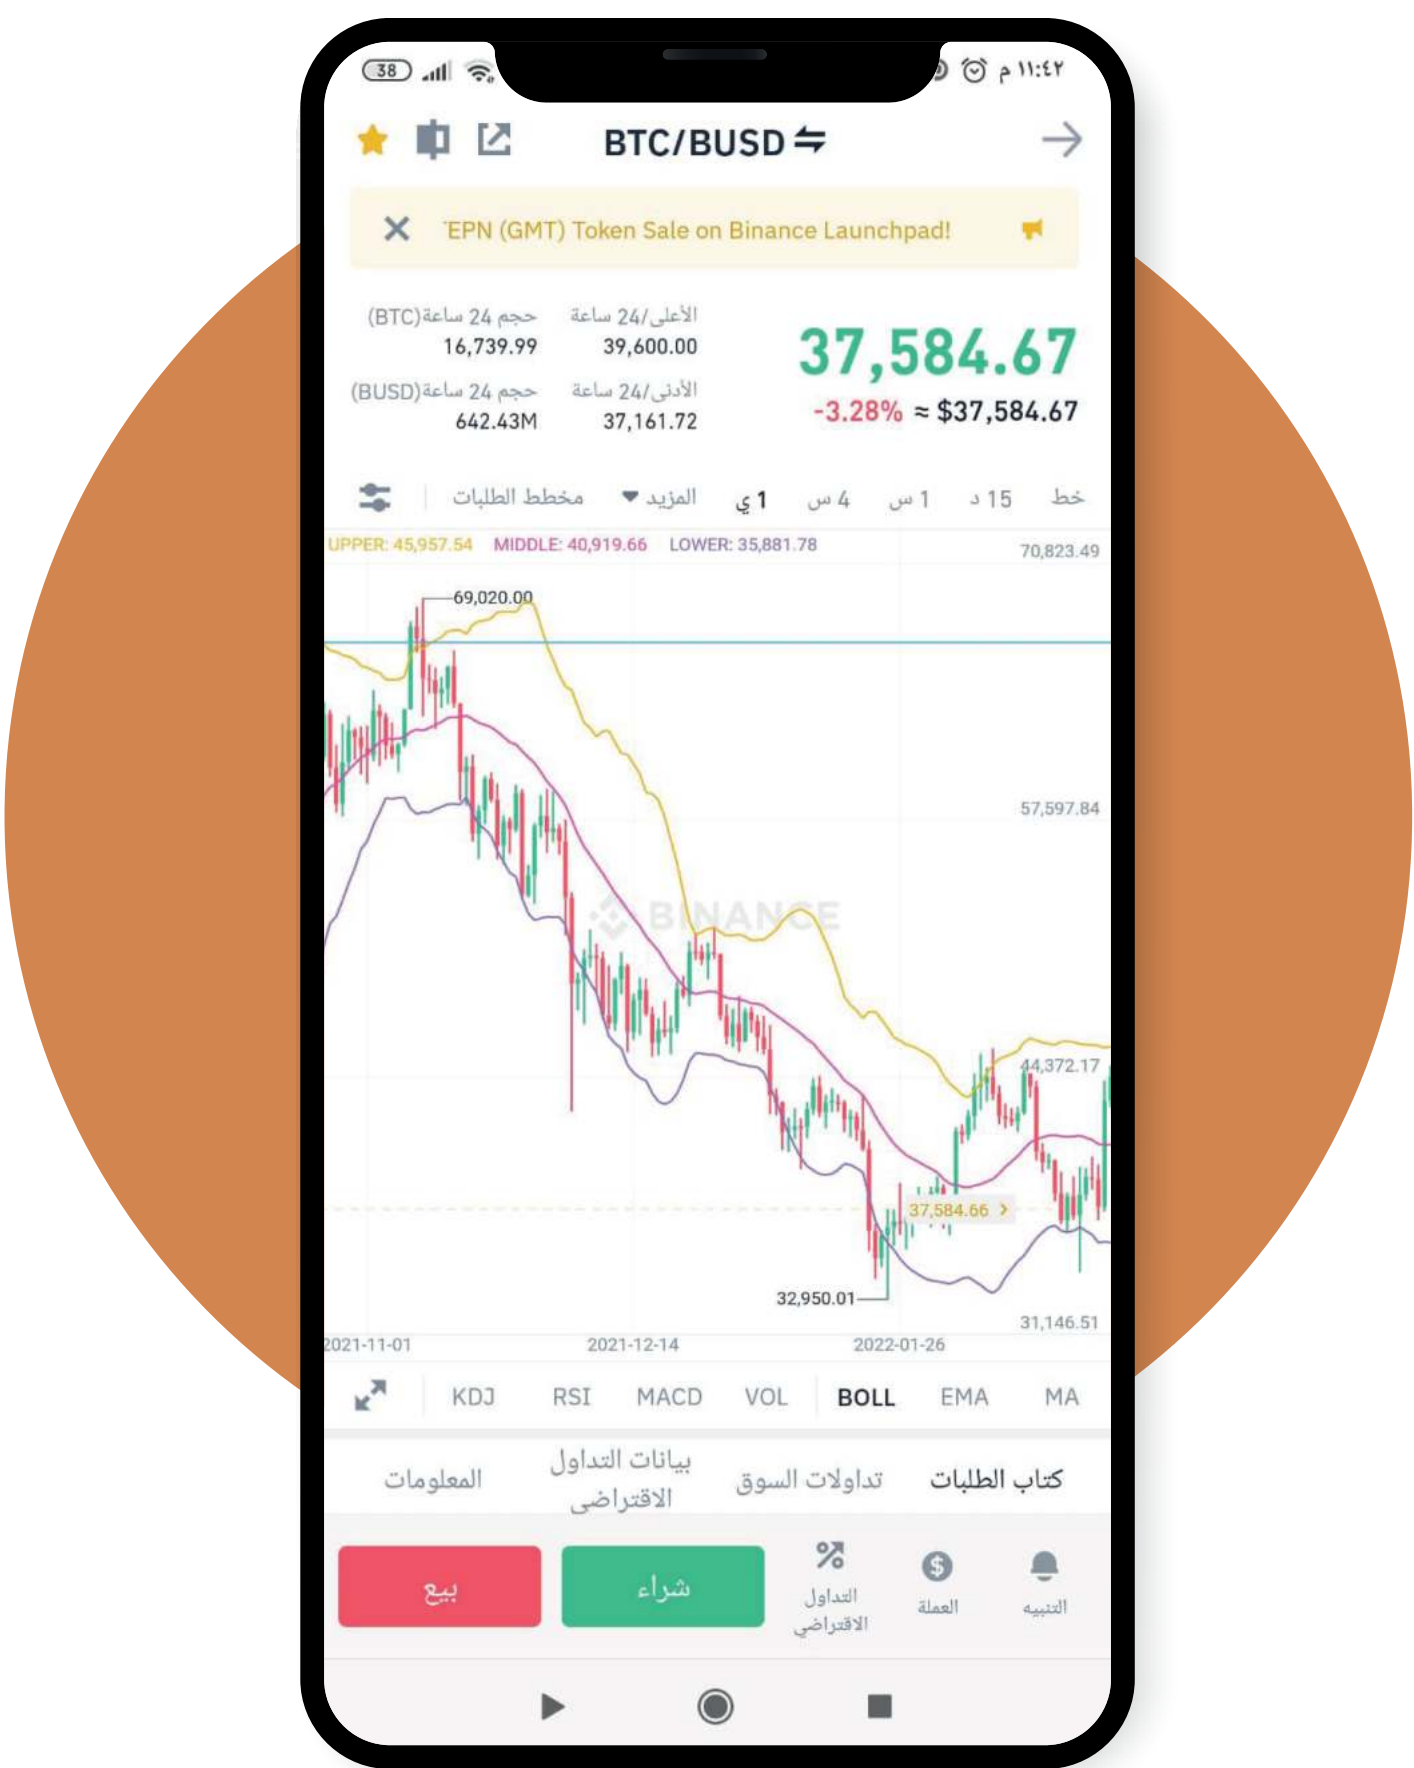 38
١١:٤٢ م
BTC/BUSD
EPN (GMT) Token Sale on Binance Launchpad!
37,584.67
-3.28% ≈ $37,584.67
الأعلى/24 ساعة
39,600.00
حجم 24 ساعة(BTC)
16,739.99
الأدنى/24 ساعة
37,161.72
حجم 24 ساعة(BUSD)
642.43M
خط 15 د 1 س 4 س 1 ي المزيد مخطط الطلبات
UPPER: 45,957.54 MIDDLE: 40,919.66 LOWER: 35,881.78
70,823.49
69,020.00
57,597.84
BINANCE
44,372.17
37,584.66
32,950.01
31,146.51
2021-11-01 2021-12-14 2022-01-26
KDJ RSI MACD VOL BOLL EMA MA
كتاب الطلبات
تداولات السوق
بيانات التداول
الاقتراضي
المعلومات
التنبيه
العملة
التداول
الاقتراضي
شراء
بيع